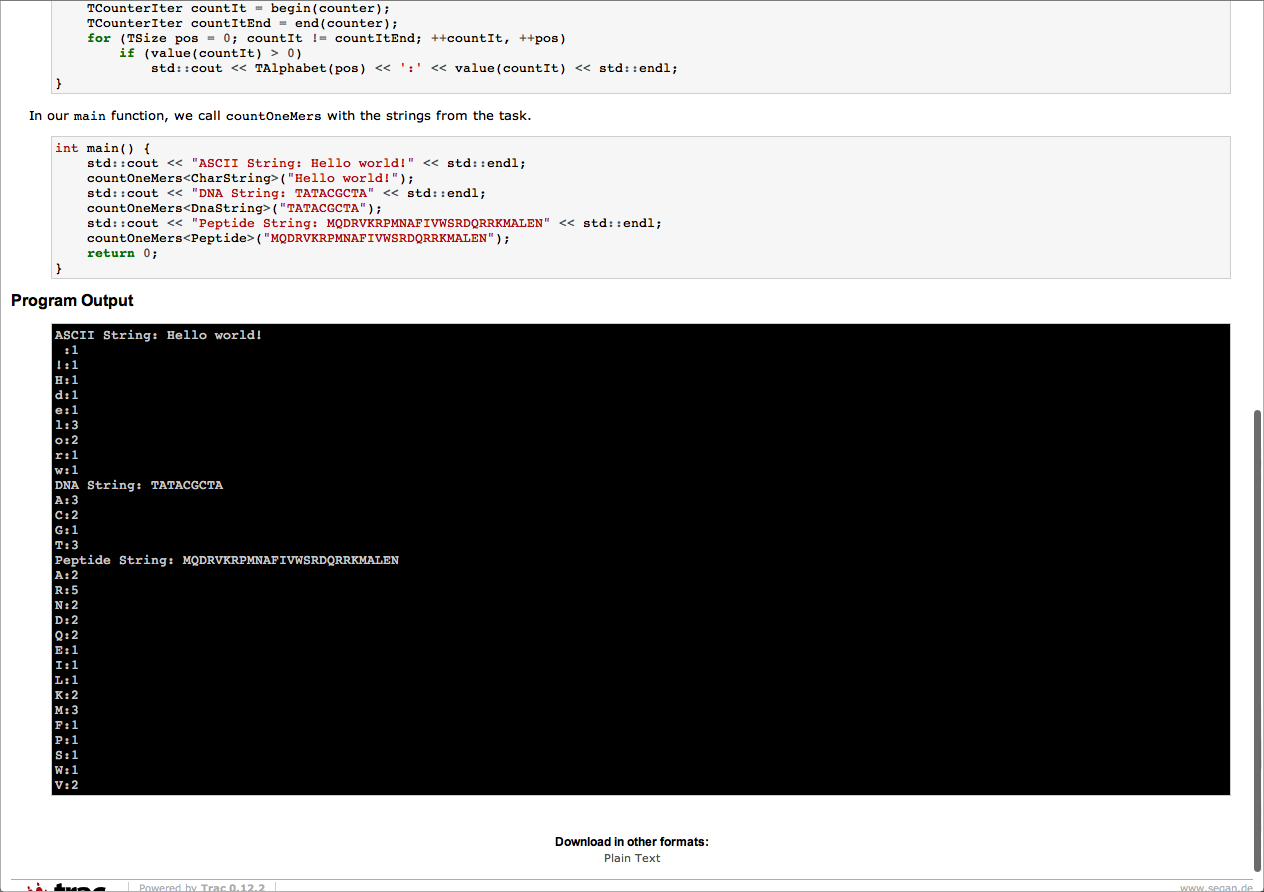 TCounterIter countIt = begin(counter);
TCounterIter countItEnd = end(counter);
for (TSize pos = 0; countIt != countItEnd; ++countIt, ++pos)
if (value(countIt) > 0)
std::cout << TAlphabet(pos) << ':' << value(countIt) << std::endl;
}
In our main function, we call countOneMers with the strings from the task.
int main() {
std::cout << "ASCII String: Hello world!" << std::endl;
countOneMers<CharString>("Hello world!");
std::cout << "DNA String: TATACGCTA" << std::endl;
countOneMers<DnaString>("TATACGCTA");
std::cout << "Peptide String: MQDRVKRPMNAFIVWSRDQRRKMALEN" << std::endl;
countOneMers<Peptide>("MQDRVKRPMNAFIVWSRDQRRKMALEN");
return 0;
}
Program Output
ASCII String: Hello world!
:1
!:1
H:1
d:1
e:1
l:3
o:2
r:1
w:1
DNA String: TATACGCTA
A:3
C:2
G:1
T:3
Peptide String: MQDRVKRPMNAFIVWSRDQRRKMALEN
A:2
R:5
N:2
D:2
Q:2
E:1
I:1
L:1
K:2
M:3
F:1
P:1
S:1
W:1
V:2
Download in other formats:
Plain Text
trac Powered by Trac 0.12.2 www.seqan.de